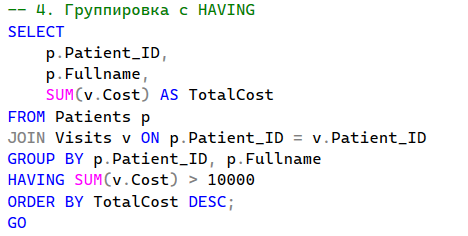 -- 4. Группировка с HAVING
SELECT
    p.Patient_ID,
    p.Fullname,
    SUM(v.Cost) AS TotalCost
FROM Patients p
JOIN Visits v ON p.Patient_ID = v.Patient_ID
GROUP BY p.Patient_ID, p.Fullname
HAVING SUM(v.Cost) > 10000
ORDER BY TotalCost DESC;
GO